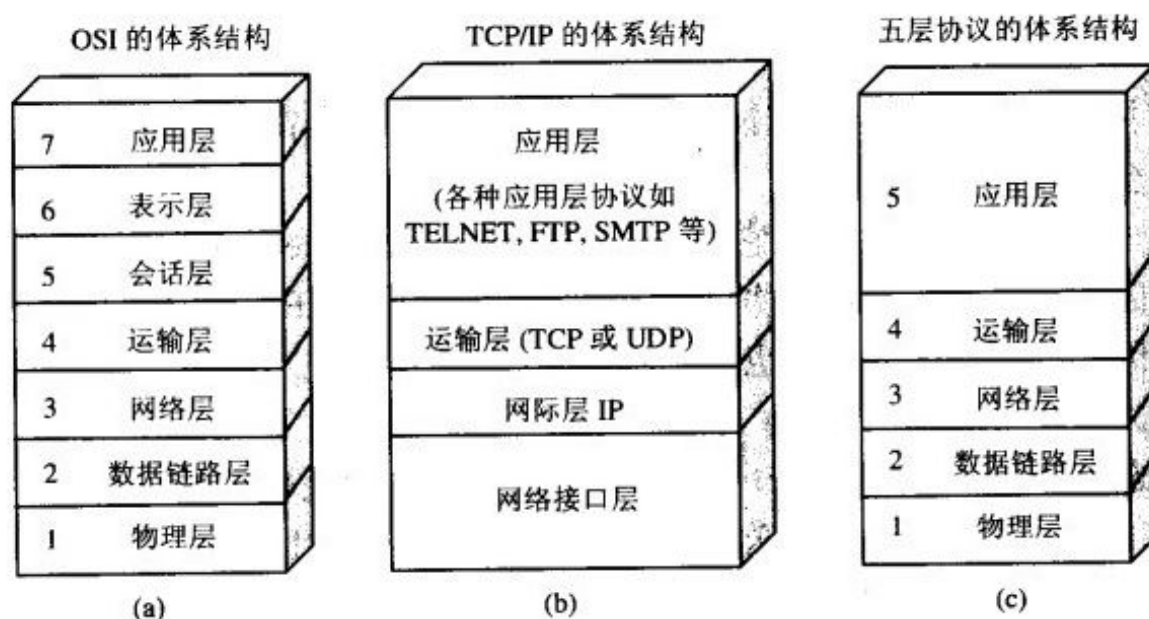 OSI 的体系结构
7 应用层
6 表示层
5 会话层
4 运输层
3 网络层
2 数据链路层
1 物理层
(a)
TCP/IP 的体系结构
应用层
(各种应用层协议如
TELNET, FTP, SMTP 等)
运输层 (TCP 或 UDP)
网际层 IP
网络接口层
(b)
五层协议的体系结构
5 应用层
4 运输层
3 网络层
2 数据链路层
1 物理层
(c)